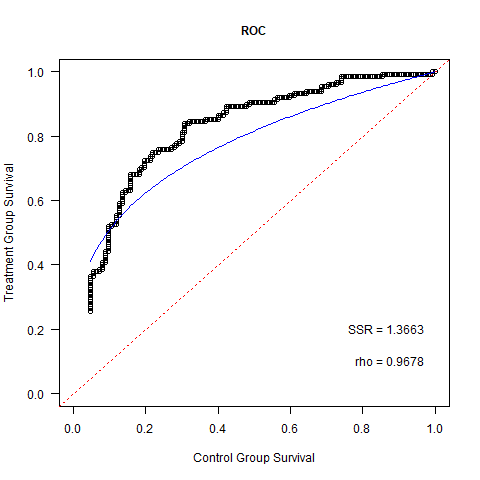 ROC
Treatment Group Survival
1.0
0.8
0.6
0.4
0.2
0.0
SSR = 1.3663
rho = 0.9678
0.0 0.2 0.4 0.6 0.8 1.0
Control Group Survival